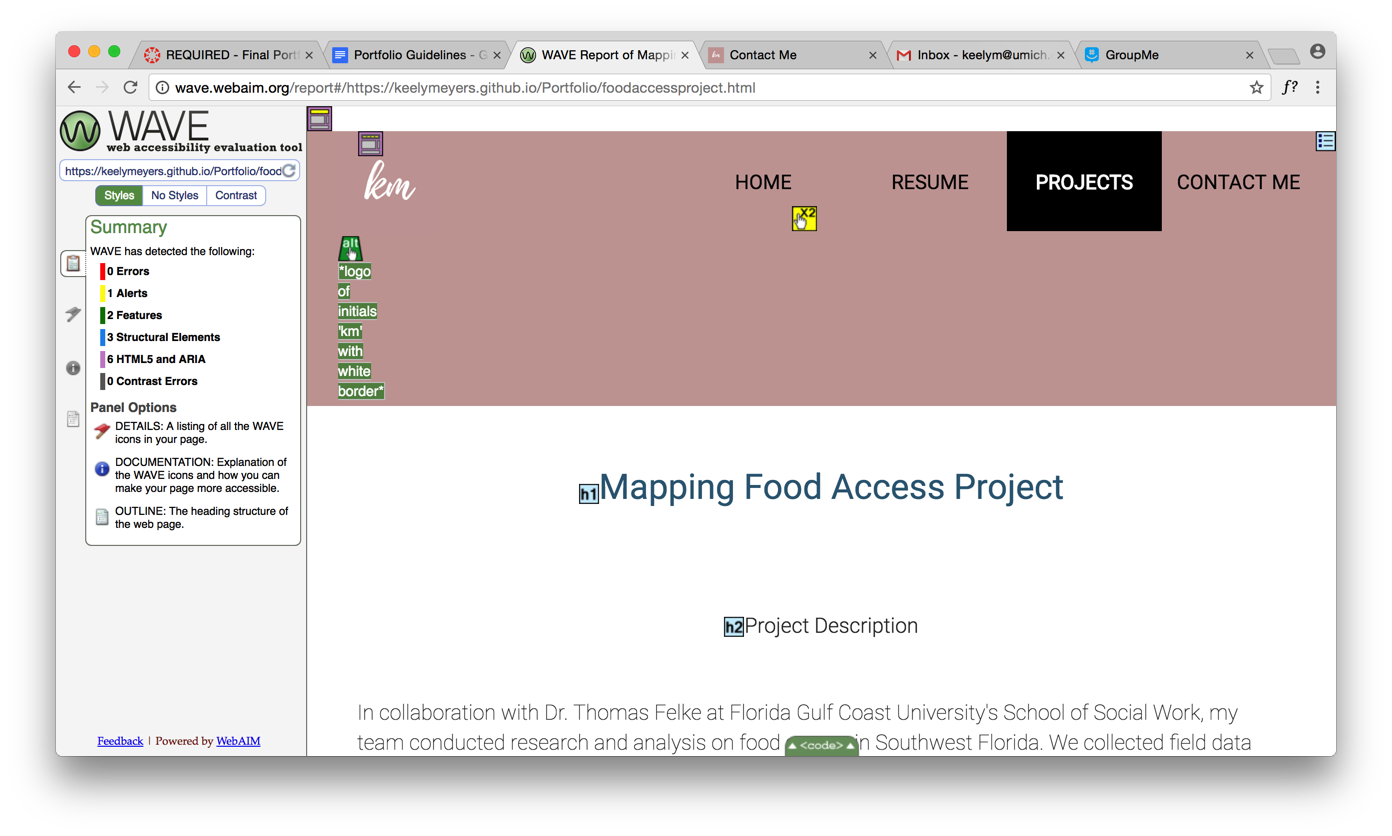 REQUIRED - Final Port
Portfolio Guidelines - G
WAVE Report of Mappi
Contact Me
Inbox - keelym@umich.
GroupMe
wave.webaim.org/report#/https://keelymeyers.github.io/Portfolio/foodaccessproject.html
f?
WAVE
web accessibility evaluation tool
https://keelymeyers.github.io/Portfolio/food
Styles
No Styles
Contrast
Summary
WAVE has detected the following:
0 Errors
1 Alerts
2 Features
3 Structural Elements
6 HTML5 and ARIA
0 Contrast Errors
Panel Options
DETAILS: A listing of all the WAVE
icons in your page.
DOCUMENTATION: Explanation of
the WAVE icons and how you can
make your page more accessible.
OUTLINE: The heading structure of
the web page.
Feedback | Powered by WebAIM
km
HOME
RESUME
PROJECTS
CONTACT ME
X2
alt
*logo
of
initials
'km'
with
white
border*
h1 Mapping Food Access Project
h2 Project Description
In collaboration with Dr. Thomas Felke at Florida Gulf Coast University's School of Social Work, my
team conducted research and analysis on food in Southwest Florida. We collected field data
<code>